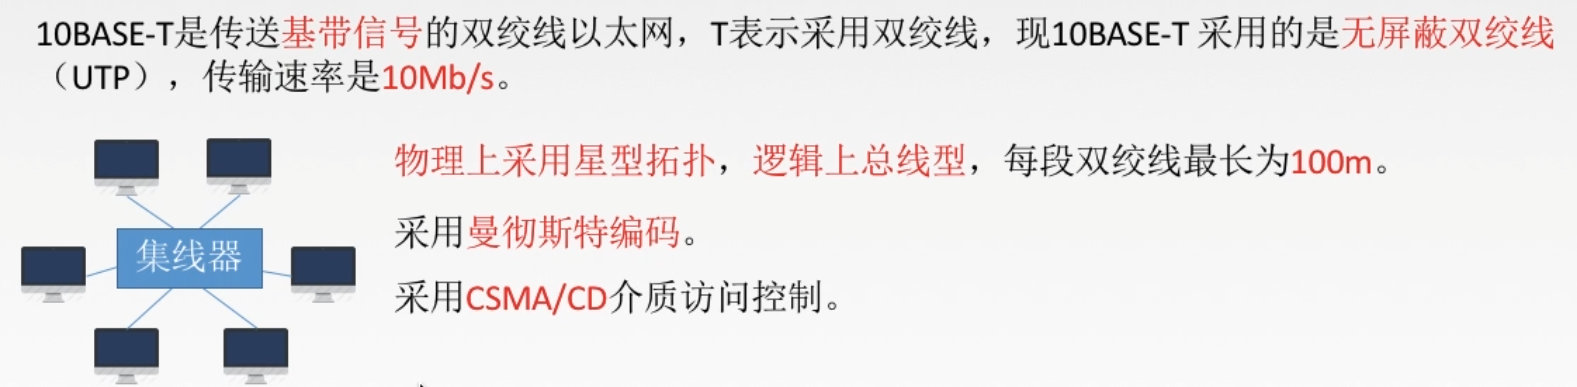 10BASE-T是传送基带信号的双绞线以太网，T表示采用双绞线，现10BASE-T 采用的是无屏蔽双绞线
（UTP），传输速率是10Mb/s。
物理上采用星型拓扑，逻辑上总线型，每段双绞线最长为100m。
采用曼彻斯特编码。
集线器
采用CSMA/CD介质访问控制。